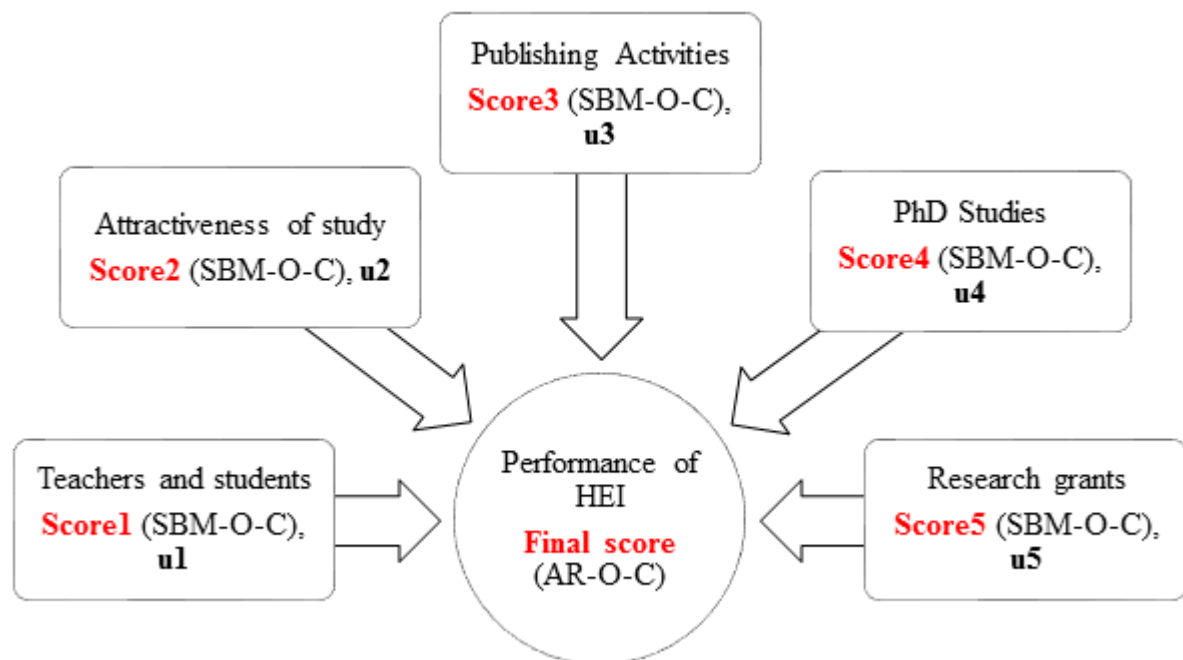 Publishing Activities
Score3 (SBM-O-C),
u3
Attractiveness of study
Score2 (SBM-O-C), u2
PhD Studies
Score4 (SBM-O-C),
u4
Teachers and students
Score1 (SBM-O-C),
u1
Performance of
HEI
Final score
(AR-O-C)
Research grants
Score5 (SBM-O-C),
u5